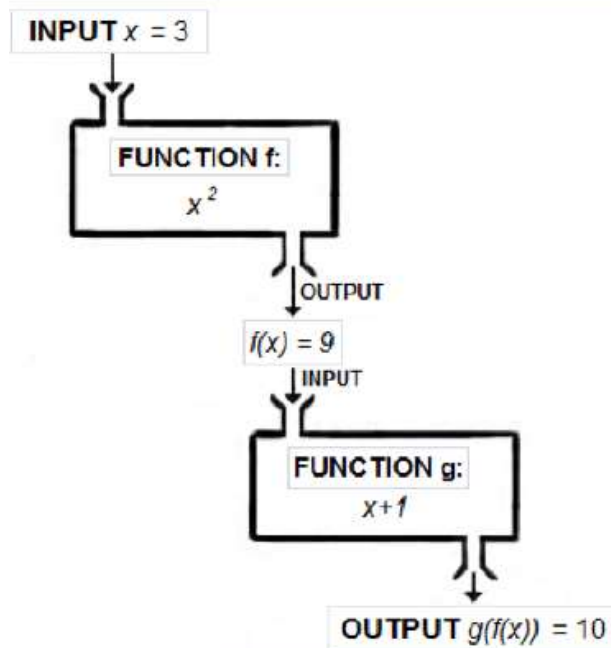 INPUT x = 3
FUNCTION f:
x²
OUTPUT
f(x) = 9
INPUT
FUNCTION g:
x+1
OUTPUT g(f(x)) = 10